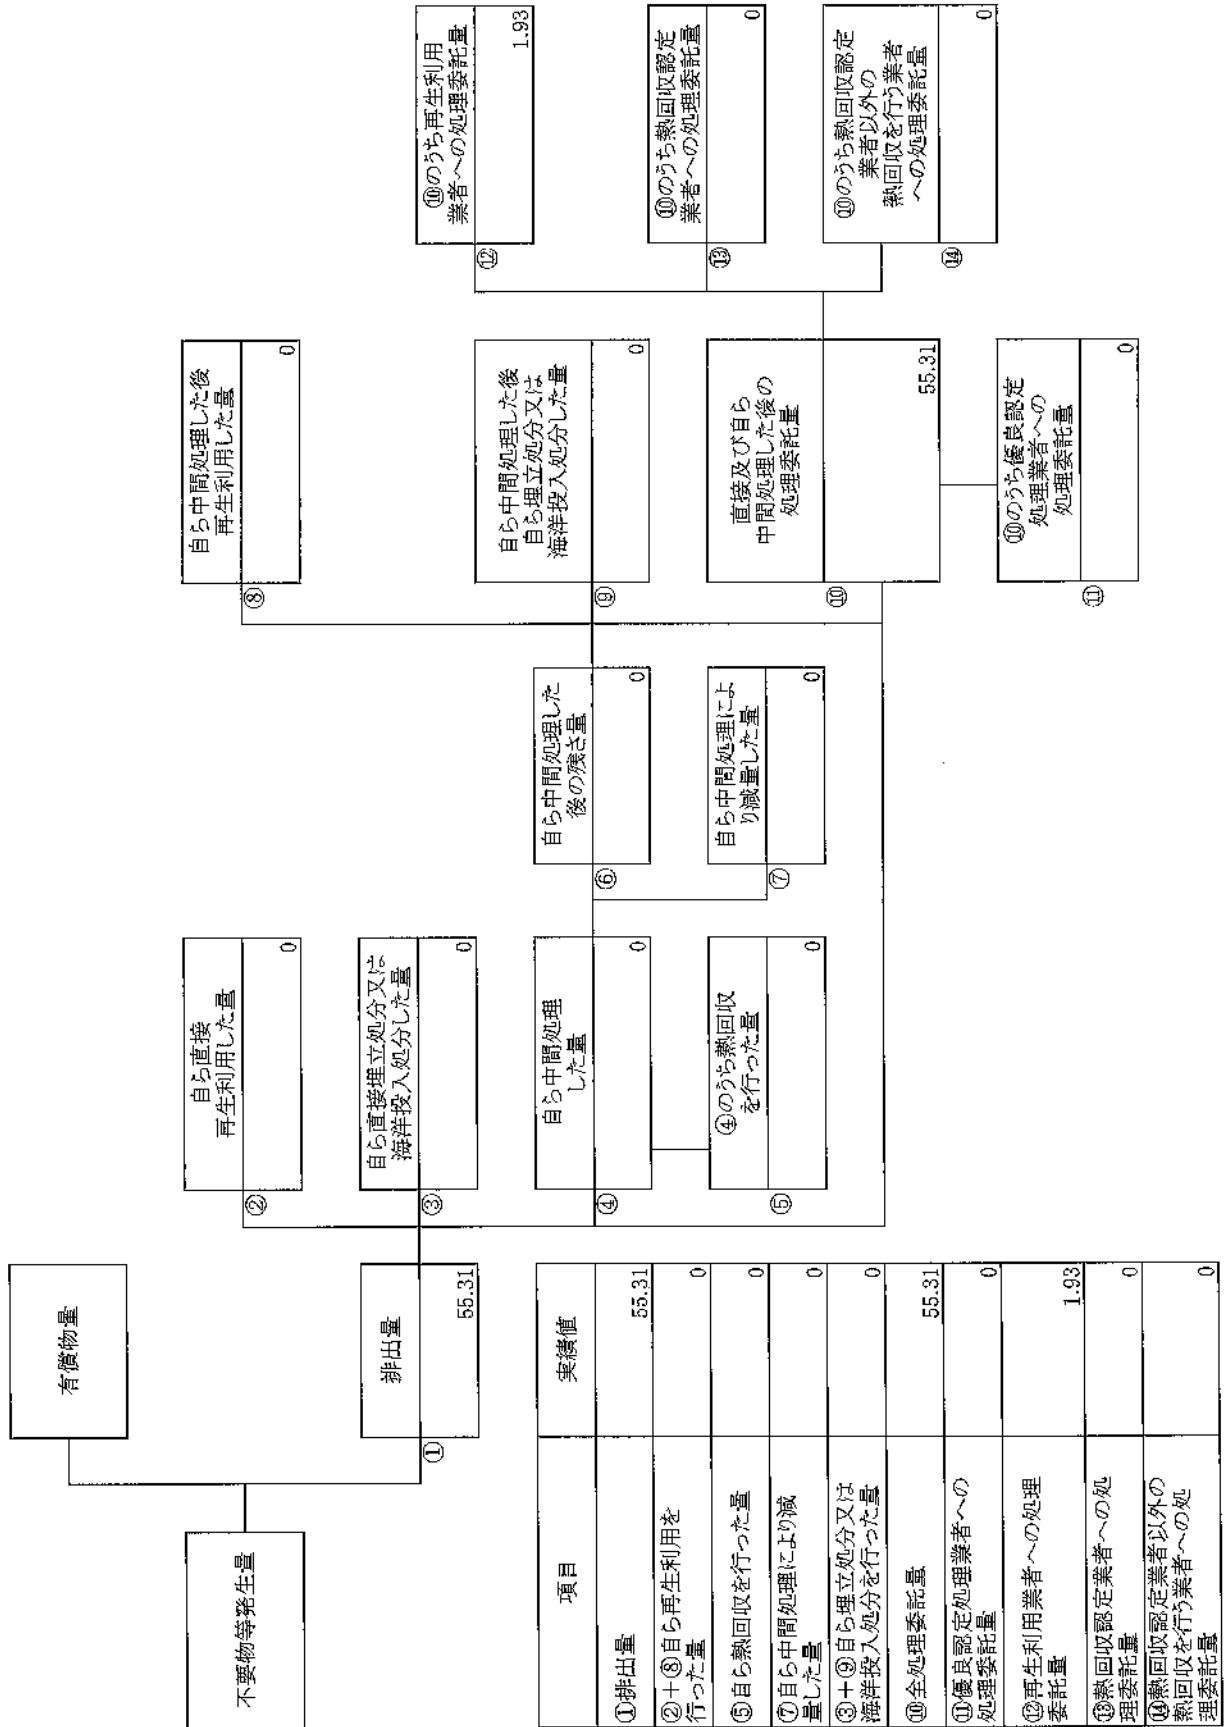 不要物等発生量
有償物量
排出量
①
55.31
自ら直接
再生利用した量
②
0
自ら直接埋立処分又は
海洋投入処分した量
③
0
自ら中間処理
した量
④
0
④のうち熱回収
を行った量
⑤
0
自ら中間処理した
後の残さ量
⑥
0
自ら中間処理によ
り減量した量
⑦
0
自ら中間処理した後
再生利用した量
⑧
0
自ら中間処理した後
自ら埋立処分又は
海洋投入処分した量
⑨
0
直接及び自ら
中間処理した後の
処理委託量
⑩
55.31
⑩のうち優良認定
処理業者への
処理委託量
⑪
0
⑩のうち再生利用
業者への処理委託量
⑫
1.93
⑩のうち熱回収認定
業者への処理委託量
⑬
0
⑩のうち熱回収認定
業者以外の
熱回収を行う業者
への処理委託量
⑭
0
項目 実績値
①排出量 55.31
②+⑧自ら再生利用を
行った量 0
⑤自ら熱回収を行った量 0
⑦自ら中間処理により減
量した量 0
③+⑨自ら埋立処分又は
海洋投入処分を行った量 0
⑩全処理委託量 55.31
⑪優良認定処理業者への
処理委託量 0
⑫再生利用業者への処理
委託量 1.93
⑬熱回収認定業者への処
理委託量 0
⑭熱回収認定業者以外の
熱回収を行う業者への処
理委託量 0